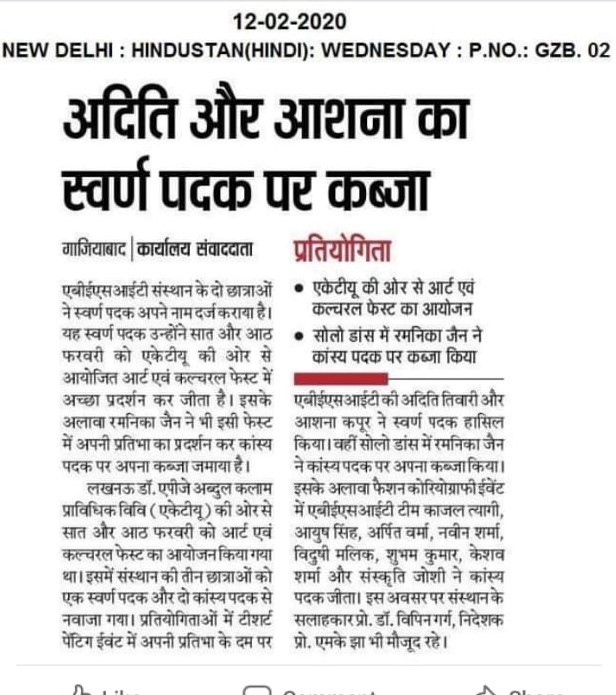 12-02-2020
NEW DELHI : HINDUSTAN(HINDI): WEDNESDAY : P.NO.: GZB. 02
अदिति और आशना का
स्वर्ण पदक पर कब्जा
गाजियाबाद | कार्यालय संवाददाता
एबीईएसआईटी संस्थान के दो छात्राओं
ने स्वर्ण पदक अपने नाम दर्ज कराया है।
यह स्वर्ण पदक उन्होंने सात और आठ
फरवरी को एकेटीयू की ओर से
आयोजित आर्ट एवं कल्चरल फेस्ट में
अच्छा प्रदर्शन कर जीता है। इसके
अलावा रमनिका जैन ने भी इसी फेस्ट
में अपनी प्रतिभा का प्रदर्शन कर कांस्य
पदक पर अपना कब्जा जमाया है।
लखनऊ डॉ. एपीजे अब्दुल कलाम
प्राविधिक विवि (एकेटीयू) की ओर से
सात और आठ फरवरी को आर्ट एवं
कल्चरल फेस्ट का आयोजन किया गया
था। इसमें संस्थान की तीन छात्राओं को
एक स्वर्ण पदक और दो कांस्य पदक से
नवाजा गया। प्रतियोगिताओं में टीशर्ट
पेंटिग ईवंट में अपनी प्रतिभा के दम पर
प्रतियोगिता
• एकेटीयू की ओर से आर्ट एवं
कल्चरल फेस्ट का आयोजन
• सोलो डांस में रमनिका जैन ने
कांस्य पदक पर कब्जा किया
एबीईएसआईटी की अदिति तिवारी और
आशना कपूर ने स्वर्ण पदक हासिल
किया। वहीं सोलो डांस में रमनिका जैन
ने कांस्य पदक पर अपना कब्जा किया।
इसके अलावा फैशन कोरियोग्राफी ईवेंट
में एबीईएसआईटी टीम काजल त्यागी,
आयुष सिंह, अर्पित वर्मा, नवीन शर्मा,
विदुषी मलिक, शुभम कुमार, केशव
शर्मा और संस्कृति जोशी ने कांस्य
पदक जीता। इस अवसर पर संस्थान के
सलाहकार प्रो. डॉ. विपिन गर्ग, निदेशक
प्रो. एमके झा भी मौजूद रहे।